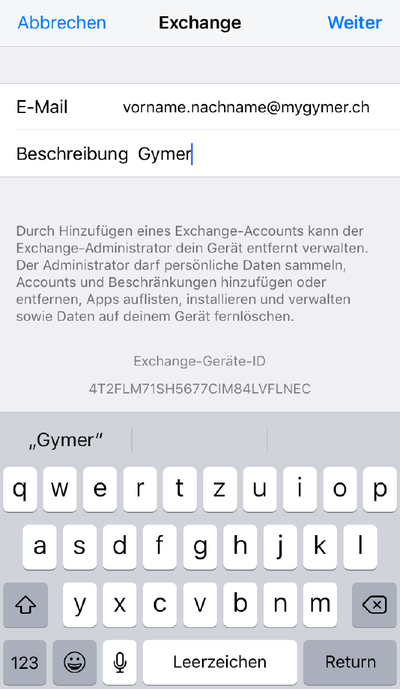 Abbrechen Exchange Weiter
E-Mail vorname.nachname@mygymer.ch
Beschreibung Gymer
Durch Hinzufügen eines Exchange-Accounts kann der
Exchange-Administrator dein Gerät entfernt verwalten.
Der Administrator darf persönliche Daten sammeln,
Accounts und Beschränkungen hinzufügen oder
entfernen, Apps auflisten, installieren und verwalten
sowie Daten auf deinem Gerät fernlöschen.
Exchange-Geräte-ID
4T2FLM71SH5677CIM84LVFLNEC
„Gymer“
q w e r t z u i o p
a s d f g h j k l
y x c v b n m
123 Leerzeichen Return